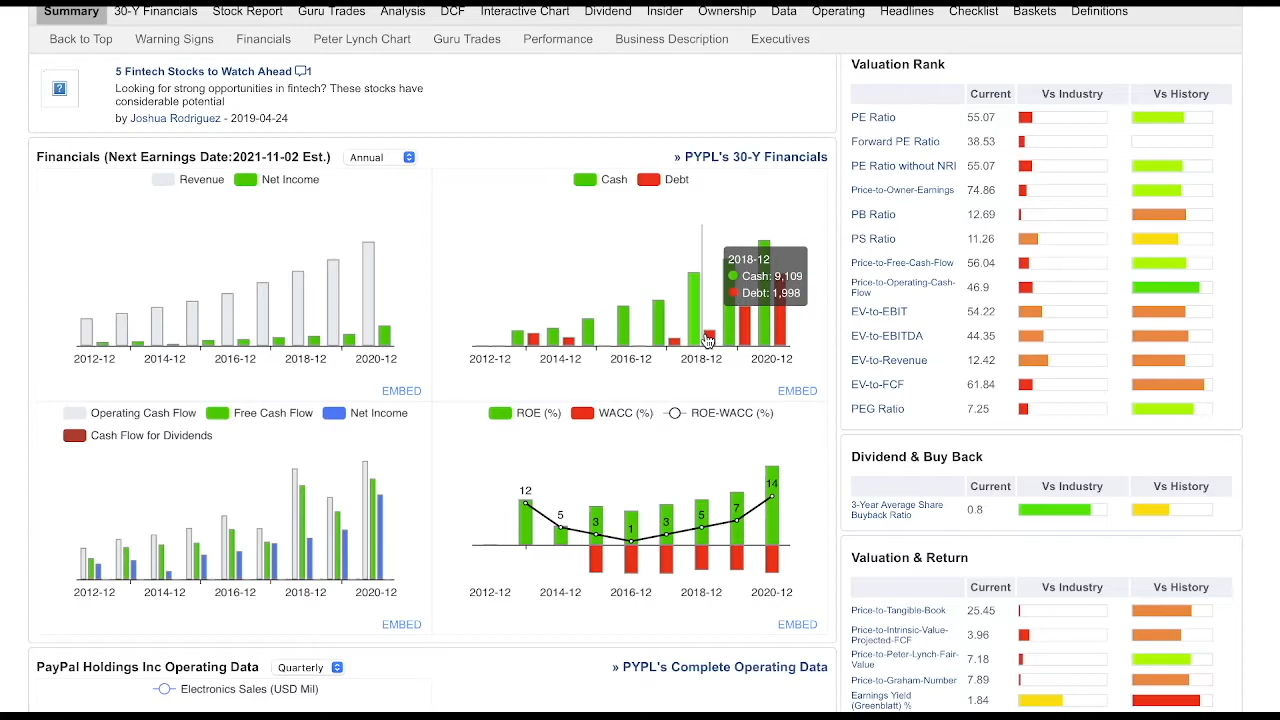 Summary 30-Y Financials Stock Report Guru Trades Analysis DCF Interactive Chart Dividend Insider Ownership Data Operating Headlines Checklist Baskets Definitions
Back to Top Warning Signs Financials Peter Lynch Chart Guru Trades Performance Business Description Executives
5 Fintech Stocks to Watch Ahead 1
Looking for strong opportunities in fintech? These stocks have
considerable potential
by Joshua Rodriguez - 2019-04-24
Financials (Next Earnings Date:2021-11-02 Est.) Annual » PYPL's 30-Y Financials
Revenue Net Income
2012-12 2014-12 2016-12 2018-12 2020-12
EMBED
Cash Debt
2018-12
Cash: 9,109
Debt: 1,998
2012-12 2014-12 2016-12 2018-12 2020-12
EMBED
Operating Cash Flow Free Cash Flow Net Income
Cash Flow for Dividends
2012-12 2014-12 2016-12 2018-12 2020-12
EMBED
ROE (%) WACC (%) ROE-WACC (%)
12 5 3 1 3 5 7 14
2012-12 2014-12 2016-12 2018-12 2020-12
EMBED
PayPal Holdings Inc Operating Data Quarterly » PYPL's Complete Operating Data
Electronics Sales (USD Mil)
Valuation Rank
Current Vs Industry Vs History
PE Ratio 55.07
Forward PE Ratio 38.53
PE Ratio without NRI 55.07
Price-to-Owner-Earnings 74.86
PB Ratio 12.69
PS Ratio 11.26
Price-to-Free-Cash-Flow 56.04
Price-to-Operating-Cash-
Flow 46.9
EV-to-EBIT 54.22
EV-to-EBITDA 44.35
EV-to-Revenue 12.42
EV-to-FCF 61.84
PEG Ratio 7.25
Dividend & Buy Back
Current Vs Industry Vs History
3-Year Average Share
Buyback Ratio 0.8
Valuation & Return
Current Vs Industry Vs History
Price-to-Tangible-Book 25.45
Price-to-Intrinsic-Value-
Projected-FCF 3.96
Price-to-Peter-Lynch-Fair-
Value 7.18
Price-to-Graham-Number 7.89
Earnings Yield
(Greenblatt) % 1.84